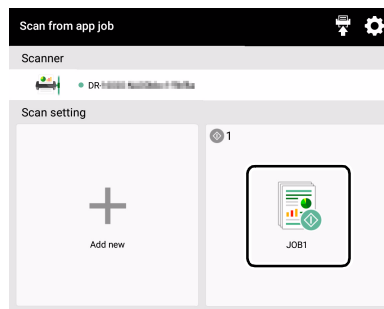 Scan from app job
Scanner
DR-
Scan setting
1
Add new
JOB1